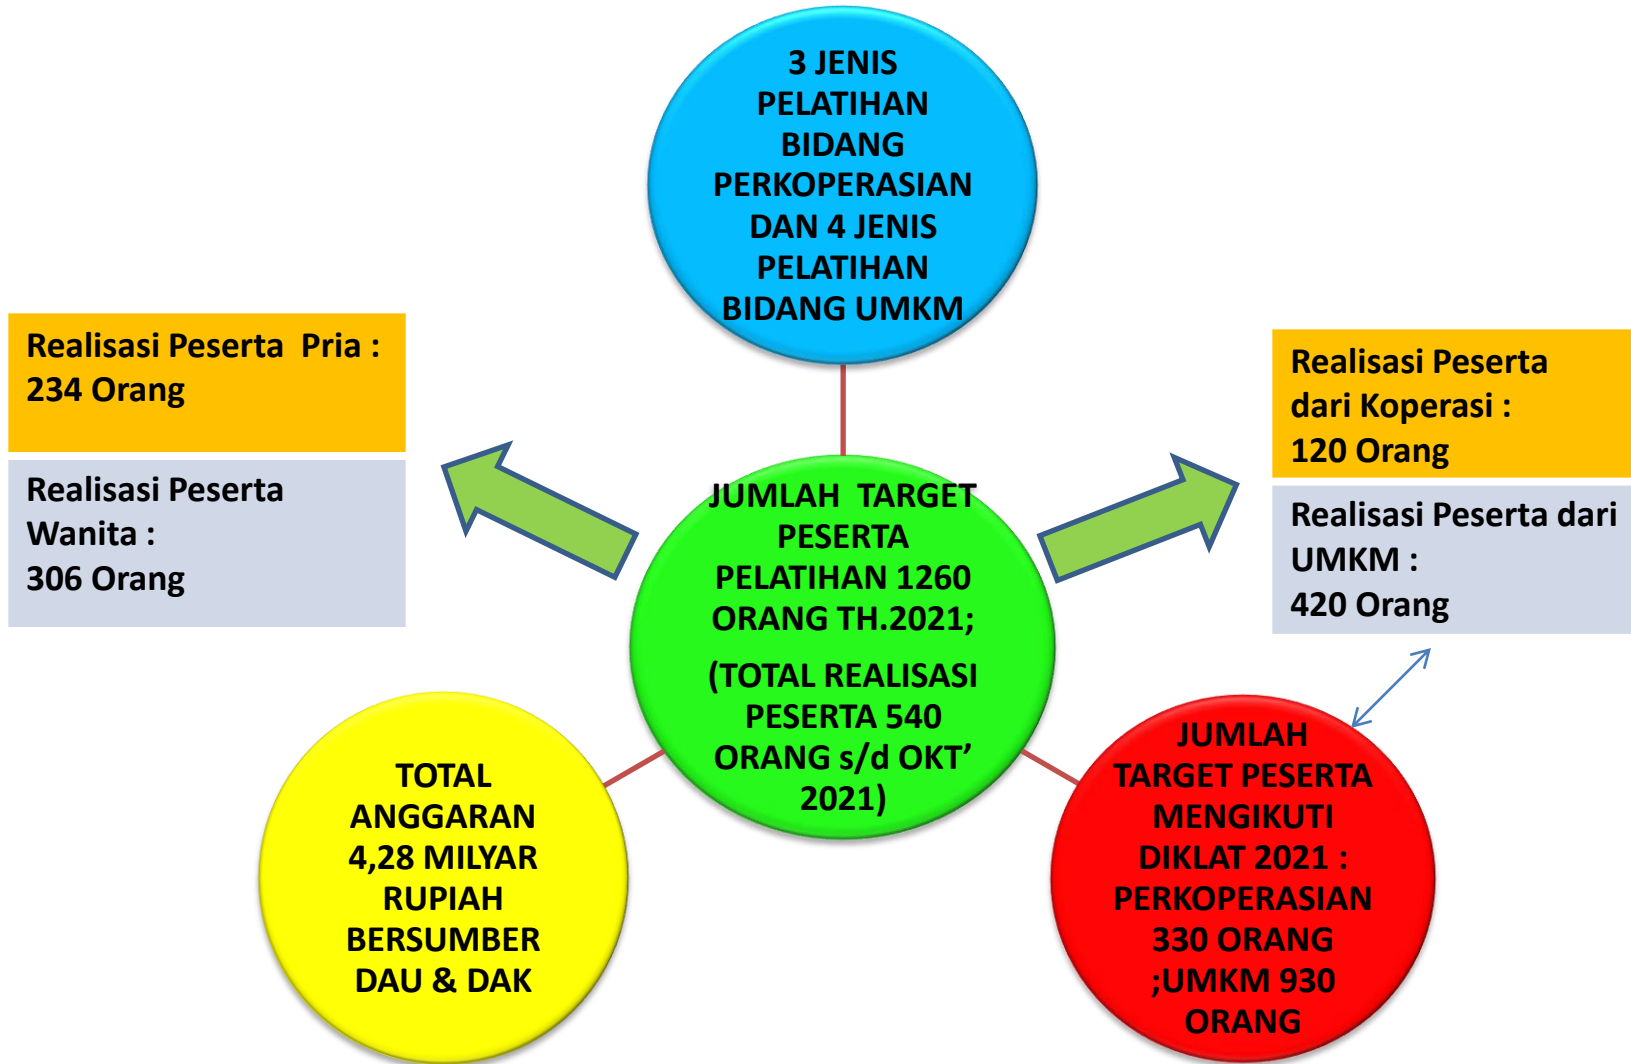 3 JENIS
PELATIHAN
BIDANG
PERKOPERASIAN
DAN 4 JENIS
PELATIHAN
BIDANG UMKM
Realisasi Peserta  Pria :
234 Orang
Realisasi Peserta
Wanita :
306 Orang
Realisasi Peserta
dari Koperasi :
120 Orang
Realisasi Peserta dari
UMKM :
420 Orang
JUMLAH  TARGET
PESERTA
PELATIHAN 1260
ORANG TH.2021;
(TOTAL REALISASI
PESERTA 540
ORANG s/d OKT’
2021)
TOTAL
ANGGARAN
4,28 MILYAR
RUPIAH
BERSUMBER
DAU & DAK
JUMLAH
TARGET PESERTA
MENGIKUTI
DIKLAT 2021 :
PERKOPERASIAN
330 ORANG
;UMKM 930
ORANG